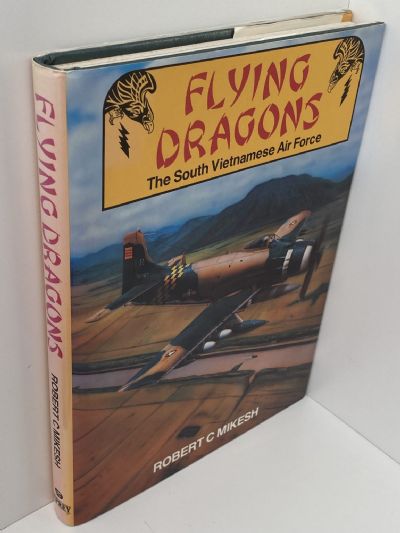 FLYING
DRAGONS
The South Vietnamese Air Force
ROBERT C MIKESH
FLYING DRAGONS
ROBERT C MIKESH